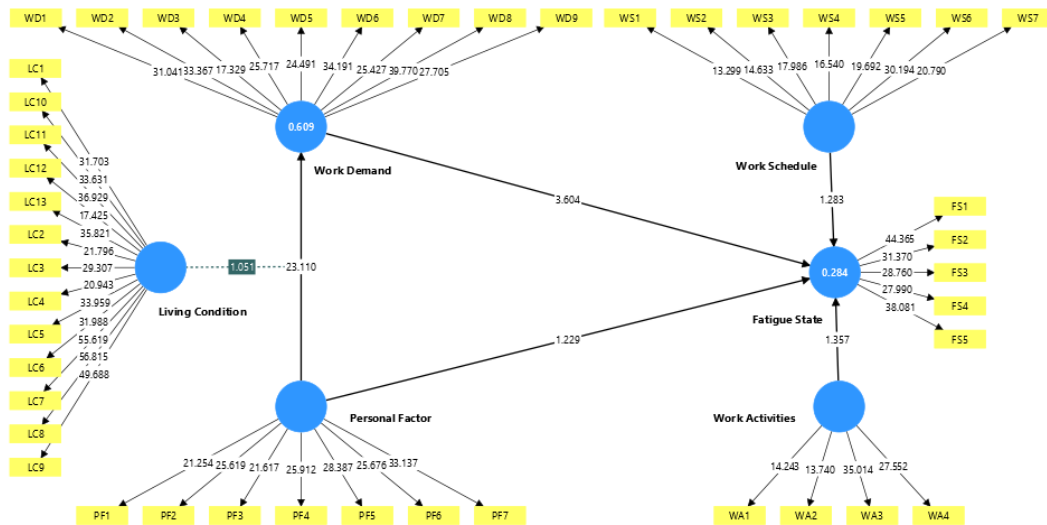 WD1 WD2 WD3 WD4 WD5 WD6 WD7 WD8 WD9 WS1 WS2 WS3 WS4 WS5 WS6 WS7
31.041 33.367 17.329 25.717 24.491 34.191 25.427 39.770 27.705
13.299 14.633 17.986 16.540 19.692 30.194 20.790
LC1
LC10
LC11
LC12
LC13
LC2
LC3
LC4
LC5
LC6
LC7
LC8
LC9
31.703
33.631
36.929
17.425
35.821
21.796
29.307
20.943
33.959
31.988
55.619
56.815
49.688
0.609
Work Demand
Work Schedule
3.604
1.283
1.051
23.110
Living Condition
FS1
FS2
FS3
FS4
FS5
44.365
31.370
28.760
27.990
38.081
0.284
Fatigue State
1.229
1.357
Personal Factor
Work Activities
21.254 25.619 21.617 25.912 28.387 25.676 33.137
14.243 13.740 35.014 27.552
PF1 PF2 PF3 PF4 PF5 PF6 PF7
WA1 WA2 WA3 WA4